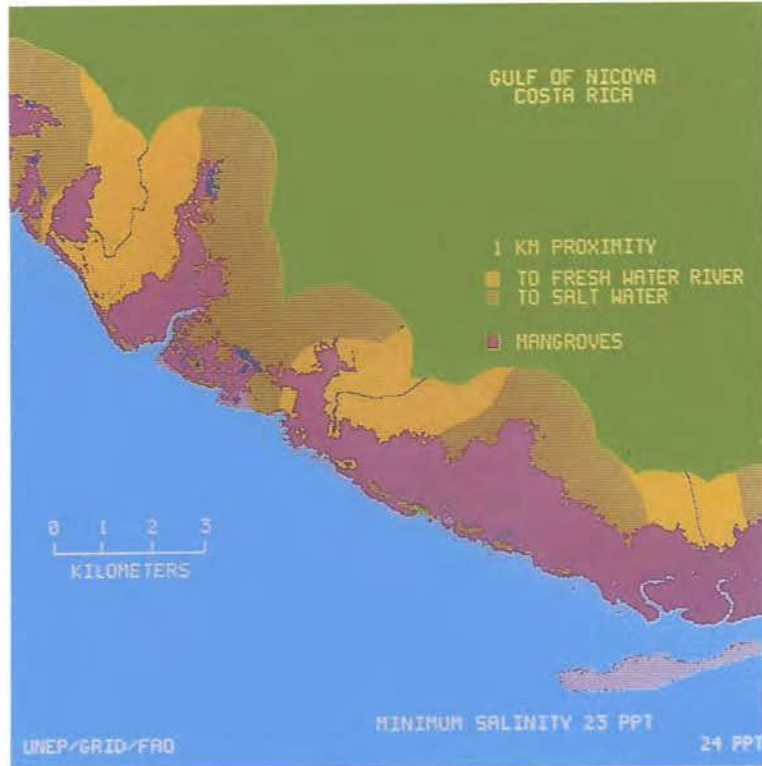 GULF OF NICOYA
COSTA RICA
1 KM PROXIMITY
TO FRESH WATER RIVER
TO SALT WATER
MANGROVES
0 1 2 3
KILOMETERS
MINIMUM SALINITY 23 PPT
24 PPT
UNEP/GRID/FAO